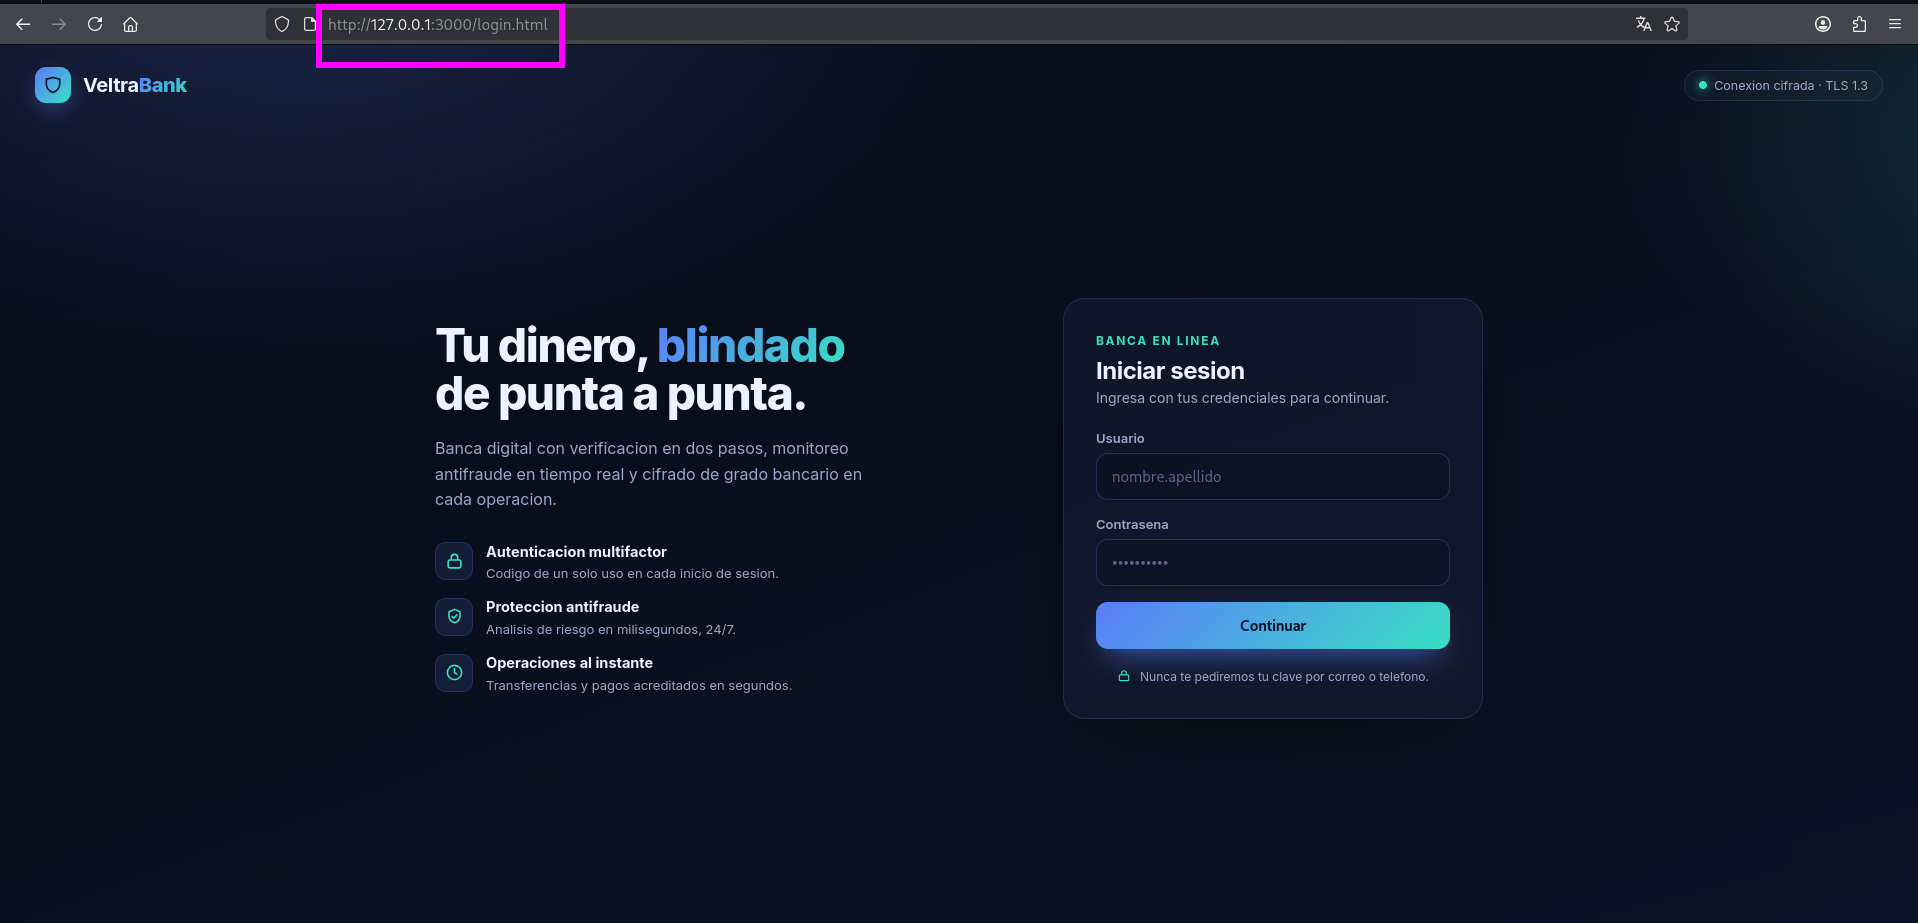 http://127.0.0.1:3000/login.html
VeltraBank
Conexion cifrada · TLS 1.3
Tu dinero, blindado
de punta a punta.
Banca digital con verificacion en dos pasos, monitoreo
antifraude en tiempo real y cifrado de grado bancario en
cada operacion.
Autenticacion multifactor
Codigo de un solo uso en cada inicio de sesion.
Proteccion antifraude
Analisis de riesgo en milisegundos, 24/7.
Operaciones al instante
Transferencias y pagos acreditados en segundos.
BANCA EN LINEA
Iniciar sesion
Ingresa con tus credenciales para continuar.
Usuario
nombre.apellido
Contrasena
••••••••••
Continuar
Nunca te pediremos tu clave por correo o telefono.